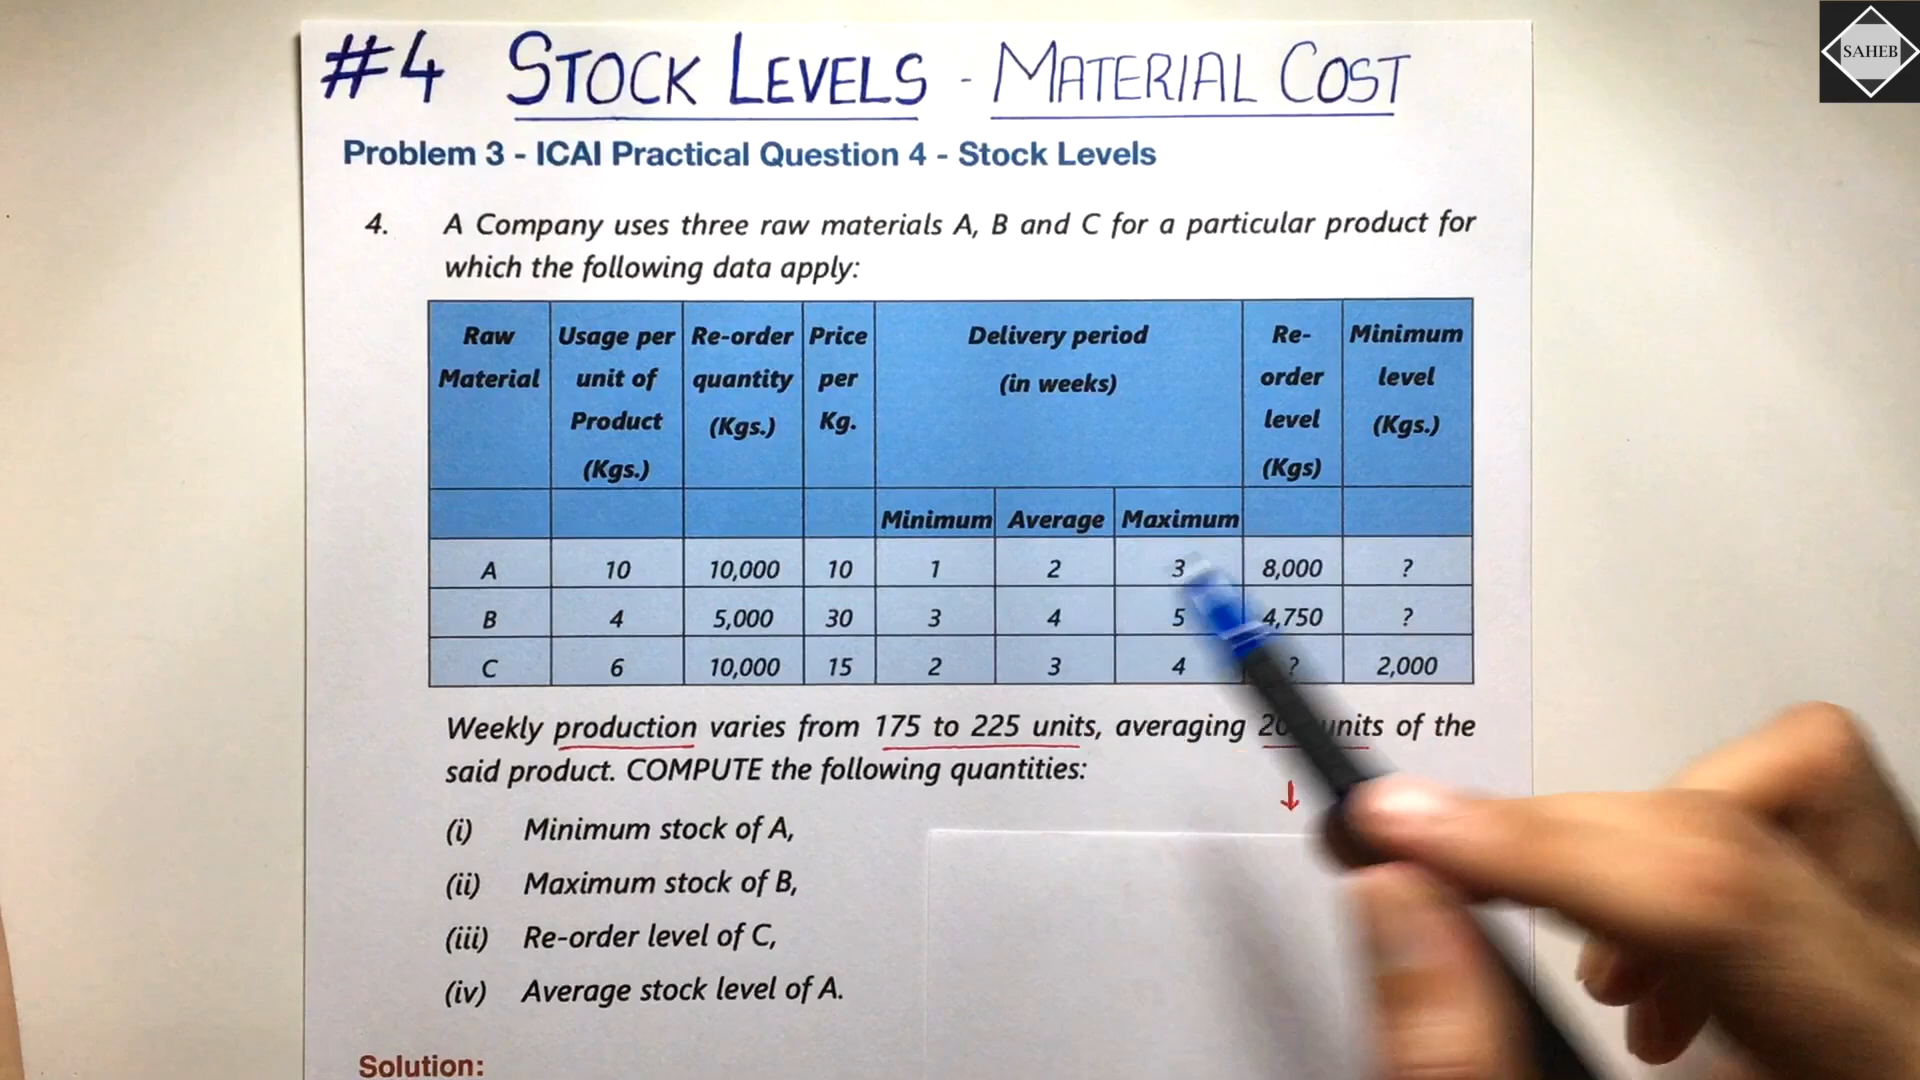 SAHEB
#4 STOCK LEVELS - MATERIAL COST
Problem 3 - ICAI Practical Question 4 - Stock Levels
4. A Company uses three raw materials A, B and C for a particular product for
which the following data apply:
Raw Material Usage per unit of Product (Kgs.) Re-order quantity (Kgs.) Price per Kg. Delivery period (in weeks) Re-order level (Kgs) Minimum level (Kgs.)
Minimum Average Maximum
A 10 10,000 10 1 2 3 8,000 ?
B 4 5,000 30 3 4 5 4,750 ?
C 6 10,000 15 2 3 4 ? 2,000
Weekly production varies from 175 to 225 units, averaging units of the
said product. COMPUTE the following quantities:
(i) Minimum stock of A,
(ii) Maximum stock of B,
(iii) Re-order level of C,
(iv) Average stock level of A.
Solution: